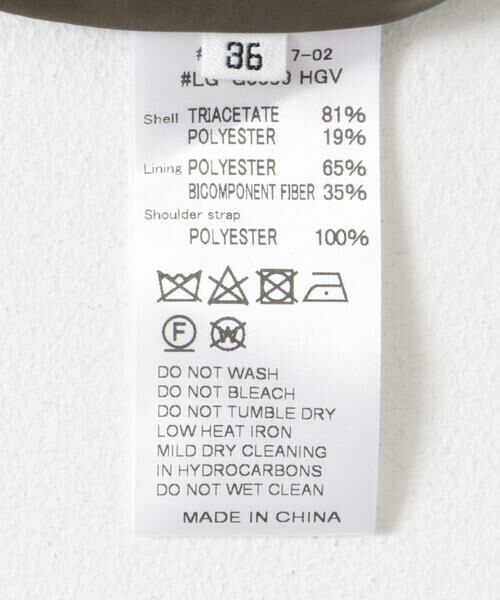 36
7-02
HGV
Shell TRIACETATE 81%
POLYESTER 19%
Lining POLYESTER 65%
BICOMPONENT FIBER 35%
Shoulder strap
POLYESTER 100%
F W
DO NOT WASH
DO NOT BLEACH
DO NOT TUMBLE DRY
LOW HEAT IRON
MILD DRY CLEANING
IN HYDROCARBONS
DO NOT WET CLEAN
MADE IN CHINA